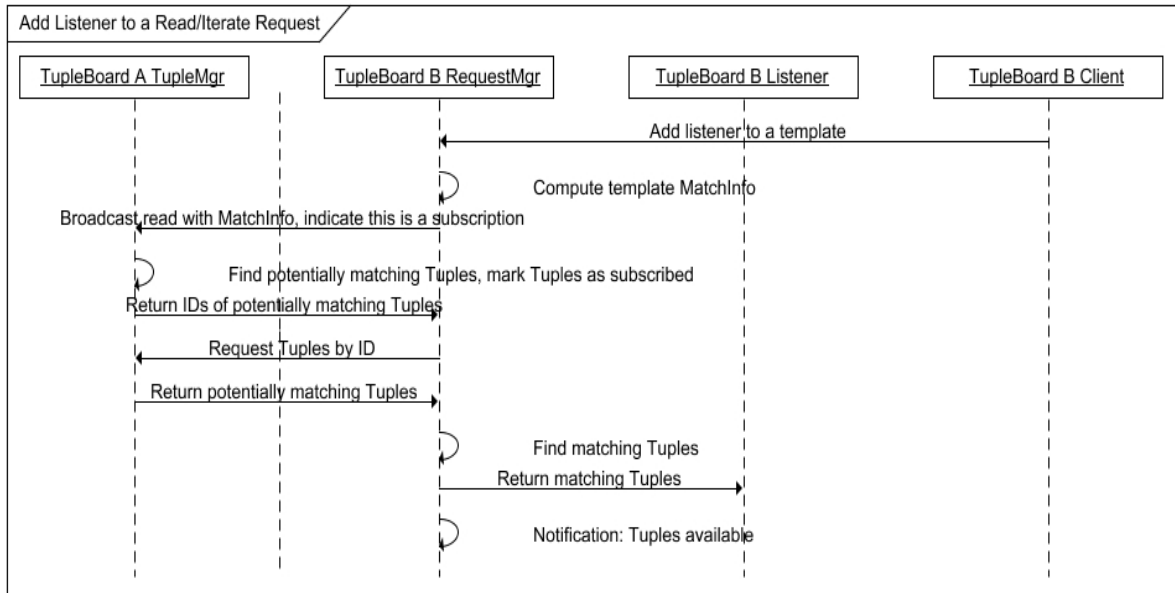 Add Listener to a Read/Iterate Request
TupleBoard A TupleMgr
TupleBoard B RequestMgr
TupleBoard B Listener
TupleBoard B Client
Add listener to a template
Compute template MatchInfo
Broadcast read with MatchInfo, indicate this is a subscription
Find potentially matching Tuples, mark Tuples as subscribed
Return IDs of potentially matching Tuples
Request Tuples by ID
Return potentially matching Tuples
Find matching Tuples
Return matching Tuples
Notification: Tuples available